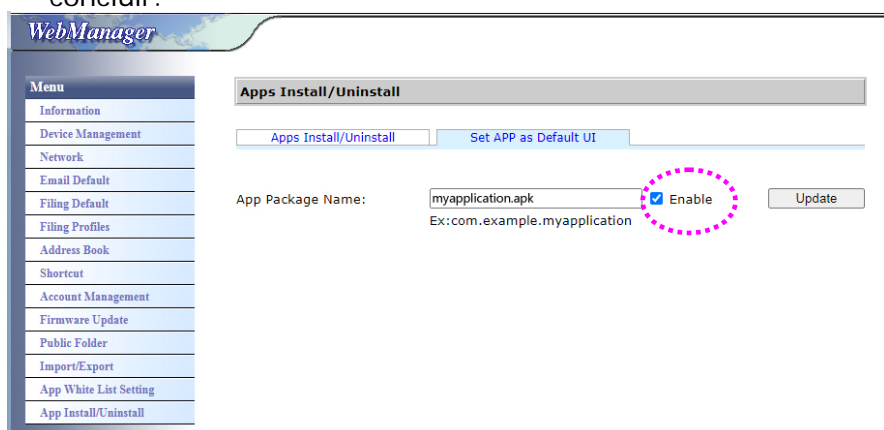 WebManager
Menu
Information
Device Management
Network
Email Default
Filing Default
Filing Profiles
Address Book
Shortcut
Account Management
Firmware Update
Public Folder
Import/Export
App White List Setting
App Install/Uninstall
Apps Install/Uninstall
Apps Install/Uninstall Set APP as Default UI
App Package Name: myapplication.apk Enable Update
Ex:com.example.myapplication